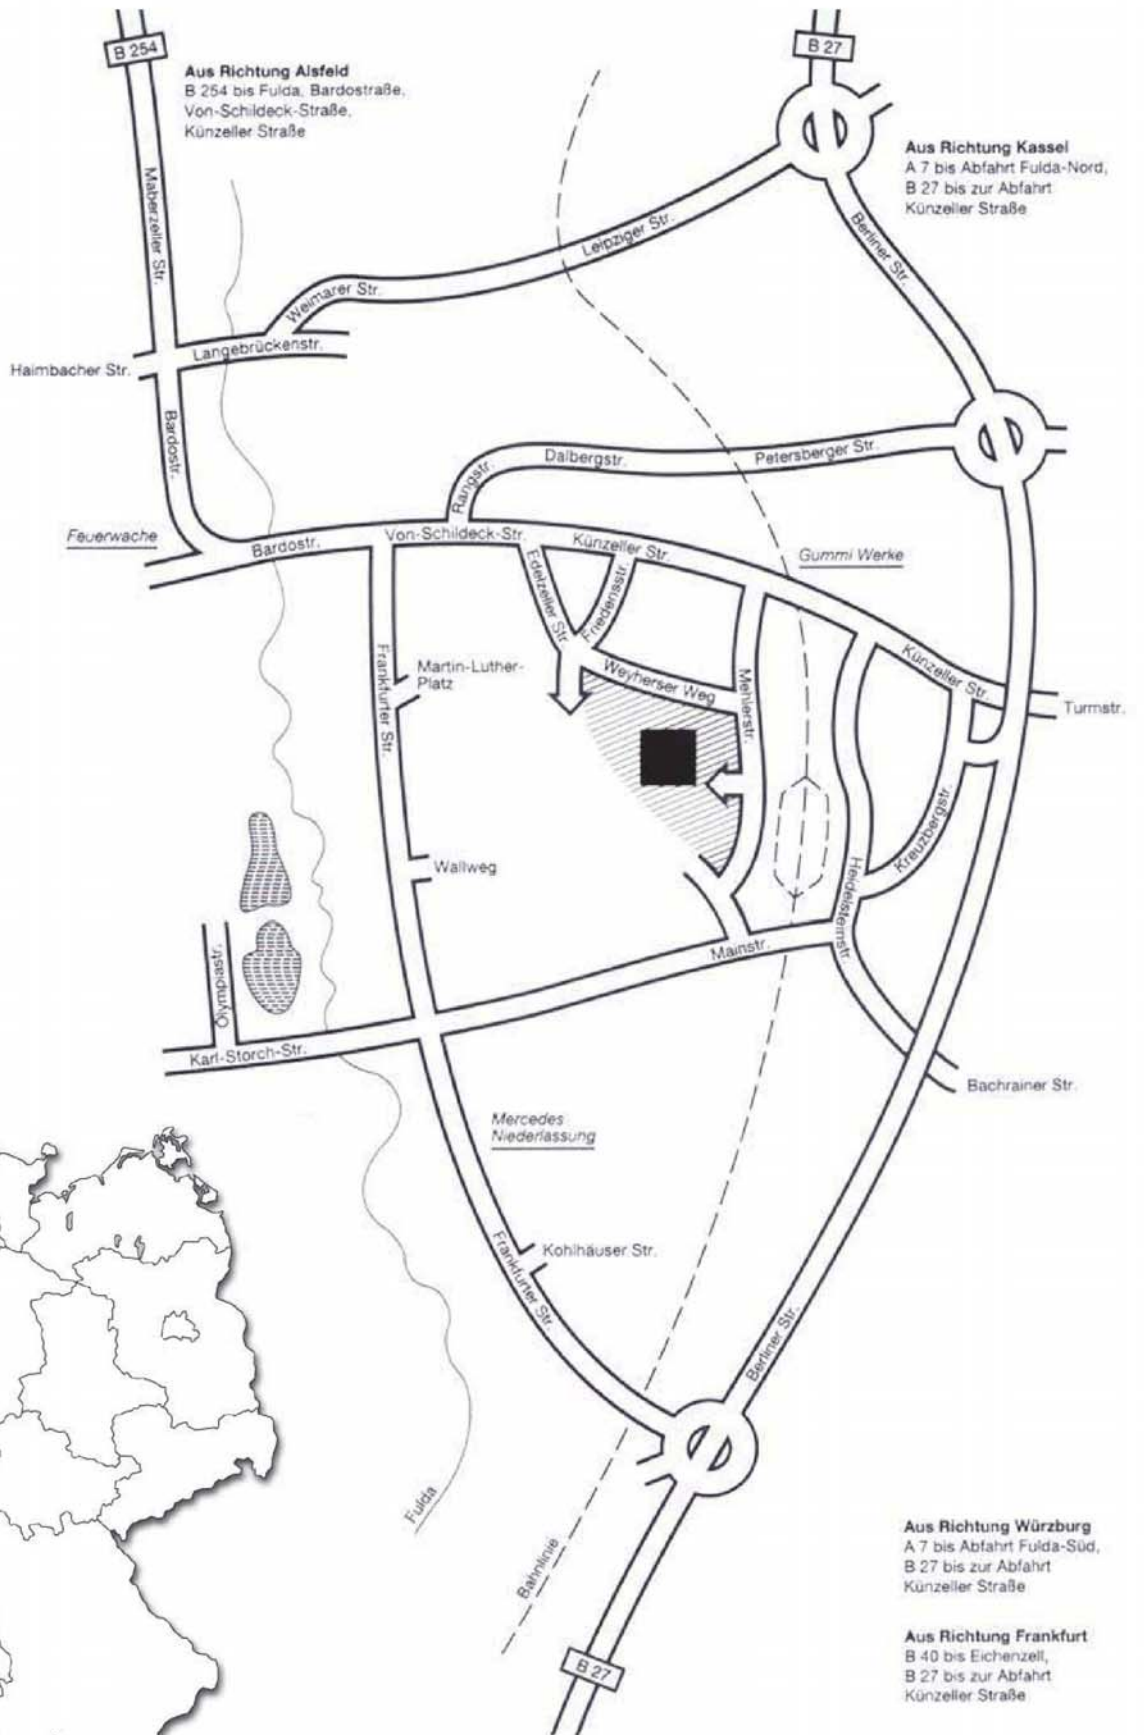 B 254
B 27
Aus Richtung Alsfeld
B 254 bis Fulda, Bardostraße,
Von-Schildeck-Straße,
Künzeller Straße
Aus Richtung Kassel
A 7 bis Abfahrt Fulda-Nord,
B 27 bis zur Abfahrt
Künzeller Straße
Maberzeller Str.
Leipziger Str.
Berliner Str.
Weimarer Str.
Langebrückenstr.
Haimbacher Str.
Bardostr.
Rangstr.
Dalbergstr.
Petersberger Str.
Feuerwache
Bardostr.
Von-Schildeck-Str.
Künzeller Str.
Gummi Werke
Edelzeller Str.
Friedensstr.
Frankfurter Str.
Martin-Luther-
Platz
Weyherser Weg
Mehlerstr.
Künzeller Str.
Turmstr.
Wallweg
Kreuzbergstr.
Heidelsteinstr.
Mainstr.
Olympiastr.
Karl-Storch-Str.
Bachrainer Str.
Mercedes
Niederlassung
Frankfurter Str.
Kohlhäuser Str.
Berliner Str.
Fulda
Bahnlinie
B 27
Aus Richtung Würzburg
A 7 bis Abfahrt Fulda-Süd,
B 27 bis zur Abfahrt
Künzeller Straße
Aus Richtung Frankfurt
B 40 bis Eichenzell,
B 27 bis zur Abfahrt
Künzeller Straße